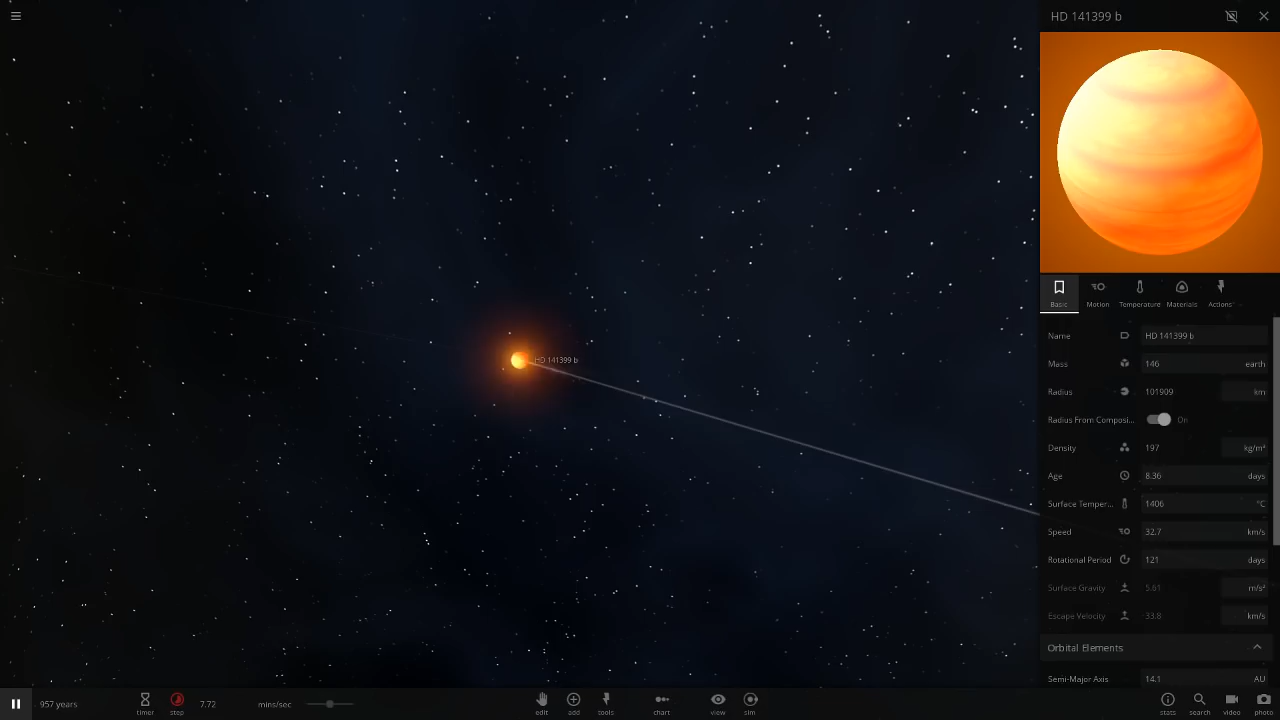 HD 141399 b
HD 141399 b
Basic Motion Temperature Materials Actions
Name HD 141399 b
Mass 146 earth
Radius 101909 km
Radius From Composi... On
Density 197 kg/m³
Age 8.36 days
Surface Temper... 1406 °C
Speed 32.7 km/s
Rotational Period 121 days
Surface Gravity 5.61 m/s²
Escape Velocity 33.8 km/s
Orbital Elements
Semi-Major Axis 14.1 AU
957 years timer step 7.72 mins/sec edit add tools chart view sim stats search video photo